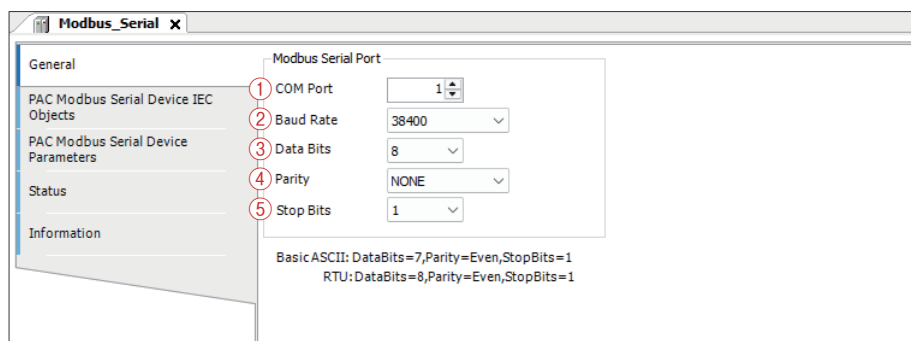 Modbus_Serial x
General
PAC Modbus Serial Device IEC
Objects
PAC Modbus Serial Device
Parameters
Status
Information
Modbus Serial Port
① COM Port 1
② Baud Rate 38400
③ Data Bits 8
④ Parity NONE
⑤ Stop Bits 1
Basic ASCII: DataBits=7,Parity=Even,StopBits=1
RTU:DataBits=8,Parity=Even,StopBits=1